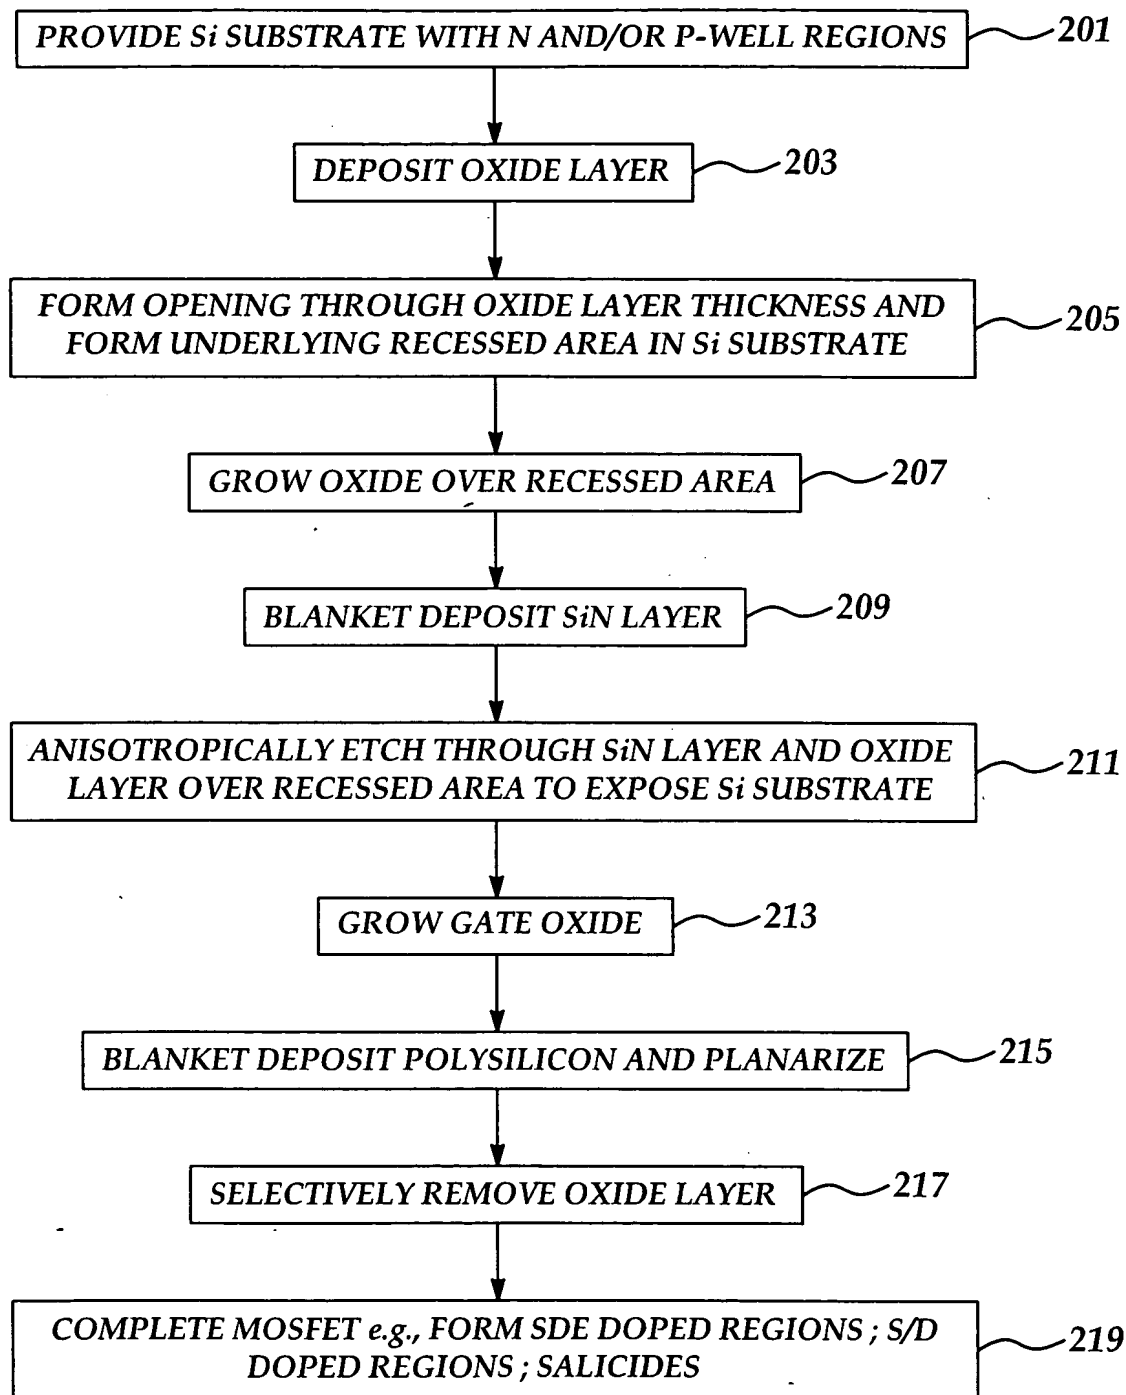 PROVIDE Si SUBSTRATE WITH N AND/OR P-WELL REGIONS 201
DEPOSIT OXIDE LAYER 203
FORM OPENING THROUGH OXIDE LAYER THICKNESS AND
FORM UNDERLYING RECESSED AREA IN Si SUBSTRATE 205
GROW OXIDE OVER RECESSED AREA 207
BLANKET DEPOSIT SiN LAYER 209
ANISOTROPICALLY ETCH THROUGH SiN LAYER AND OXIDE
LAYER OVER RECESSED AREA TO EXPOSE Si SUBSTRATE 211
GROW GATE OXIDE 213
BLANKET DEPOSIT POLYSILICON AND PLANARIZE 215
SELECTIVELY REMOVE OXIDE LAYER 217
COMPLETE MOSFET e.g., FORM SDE DOPED REGIONS ; S/D
DOPED REGIONS ; SALICIDES 219